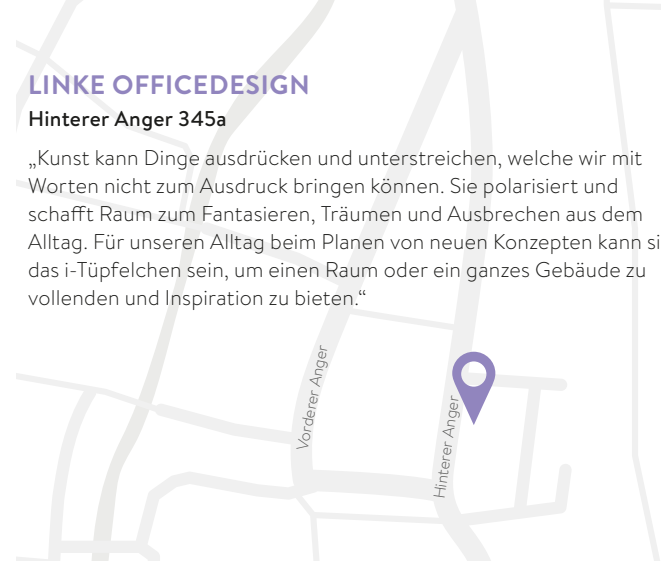 LINKE OFFICEDESIGN
Hinterer Anger 345a
„Kunst kann Dinge ausdrücken und unterstreichen, welche wir mit
Worten nicht zum Ausdruck bringen können. Sie polarisiert und
schafft Raum zum Fantasieren, Träumen und Ausbrechen aus dem
Alltag. Für unseren Alltag beim Planen von neuen Konzepten kann si
das i-Tüpfelchen sein, um einen Raum oder ein ganzes Gebäude zu
vollenden und Inspiration zu bieten.“
Vorderer Anger
Hinterer Anger